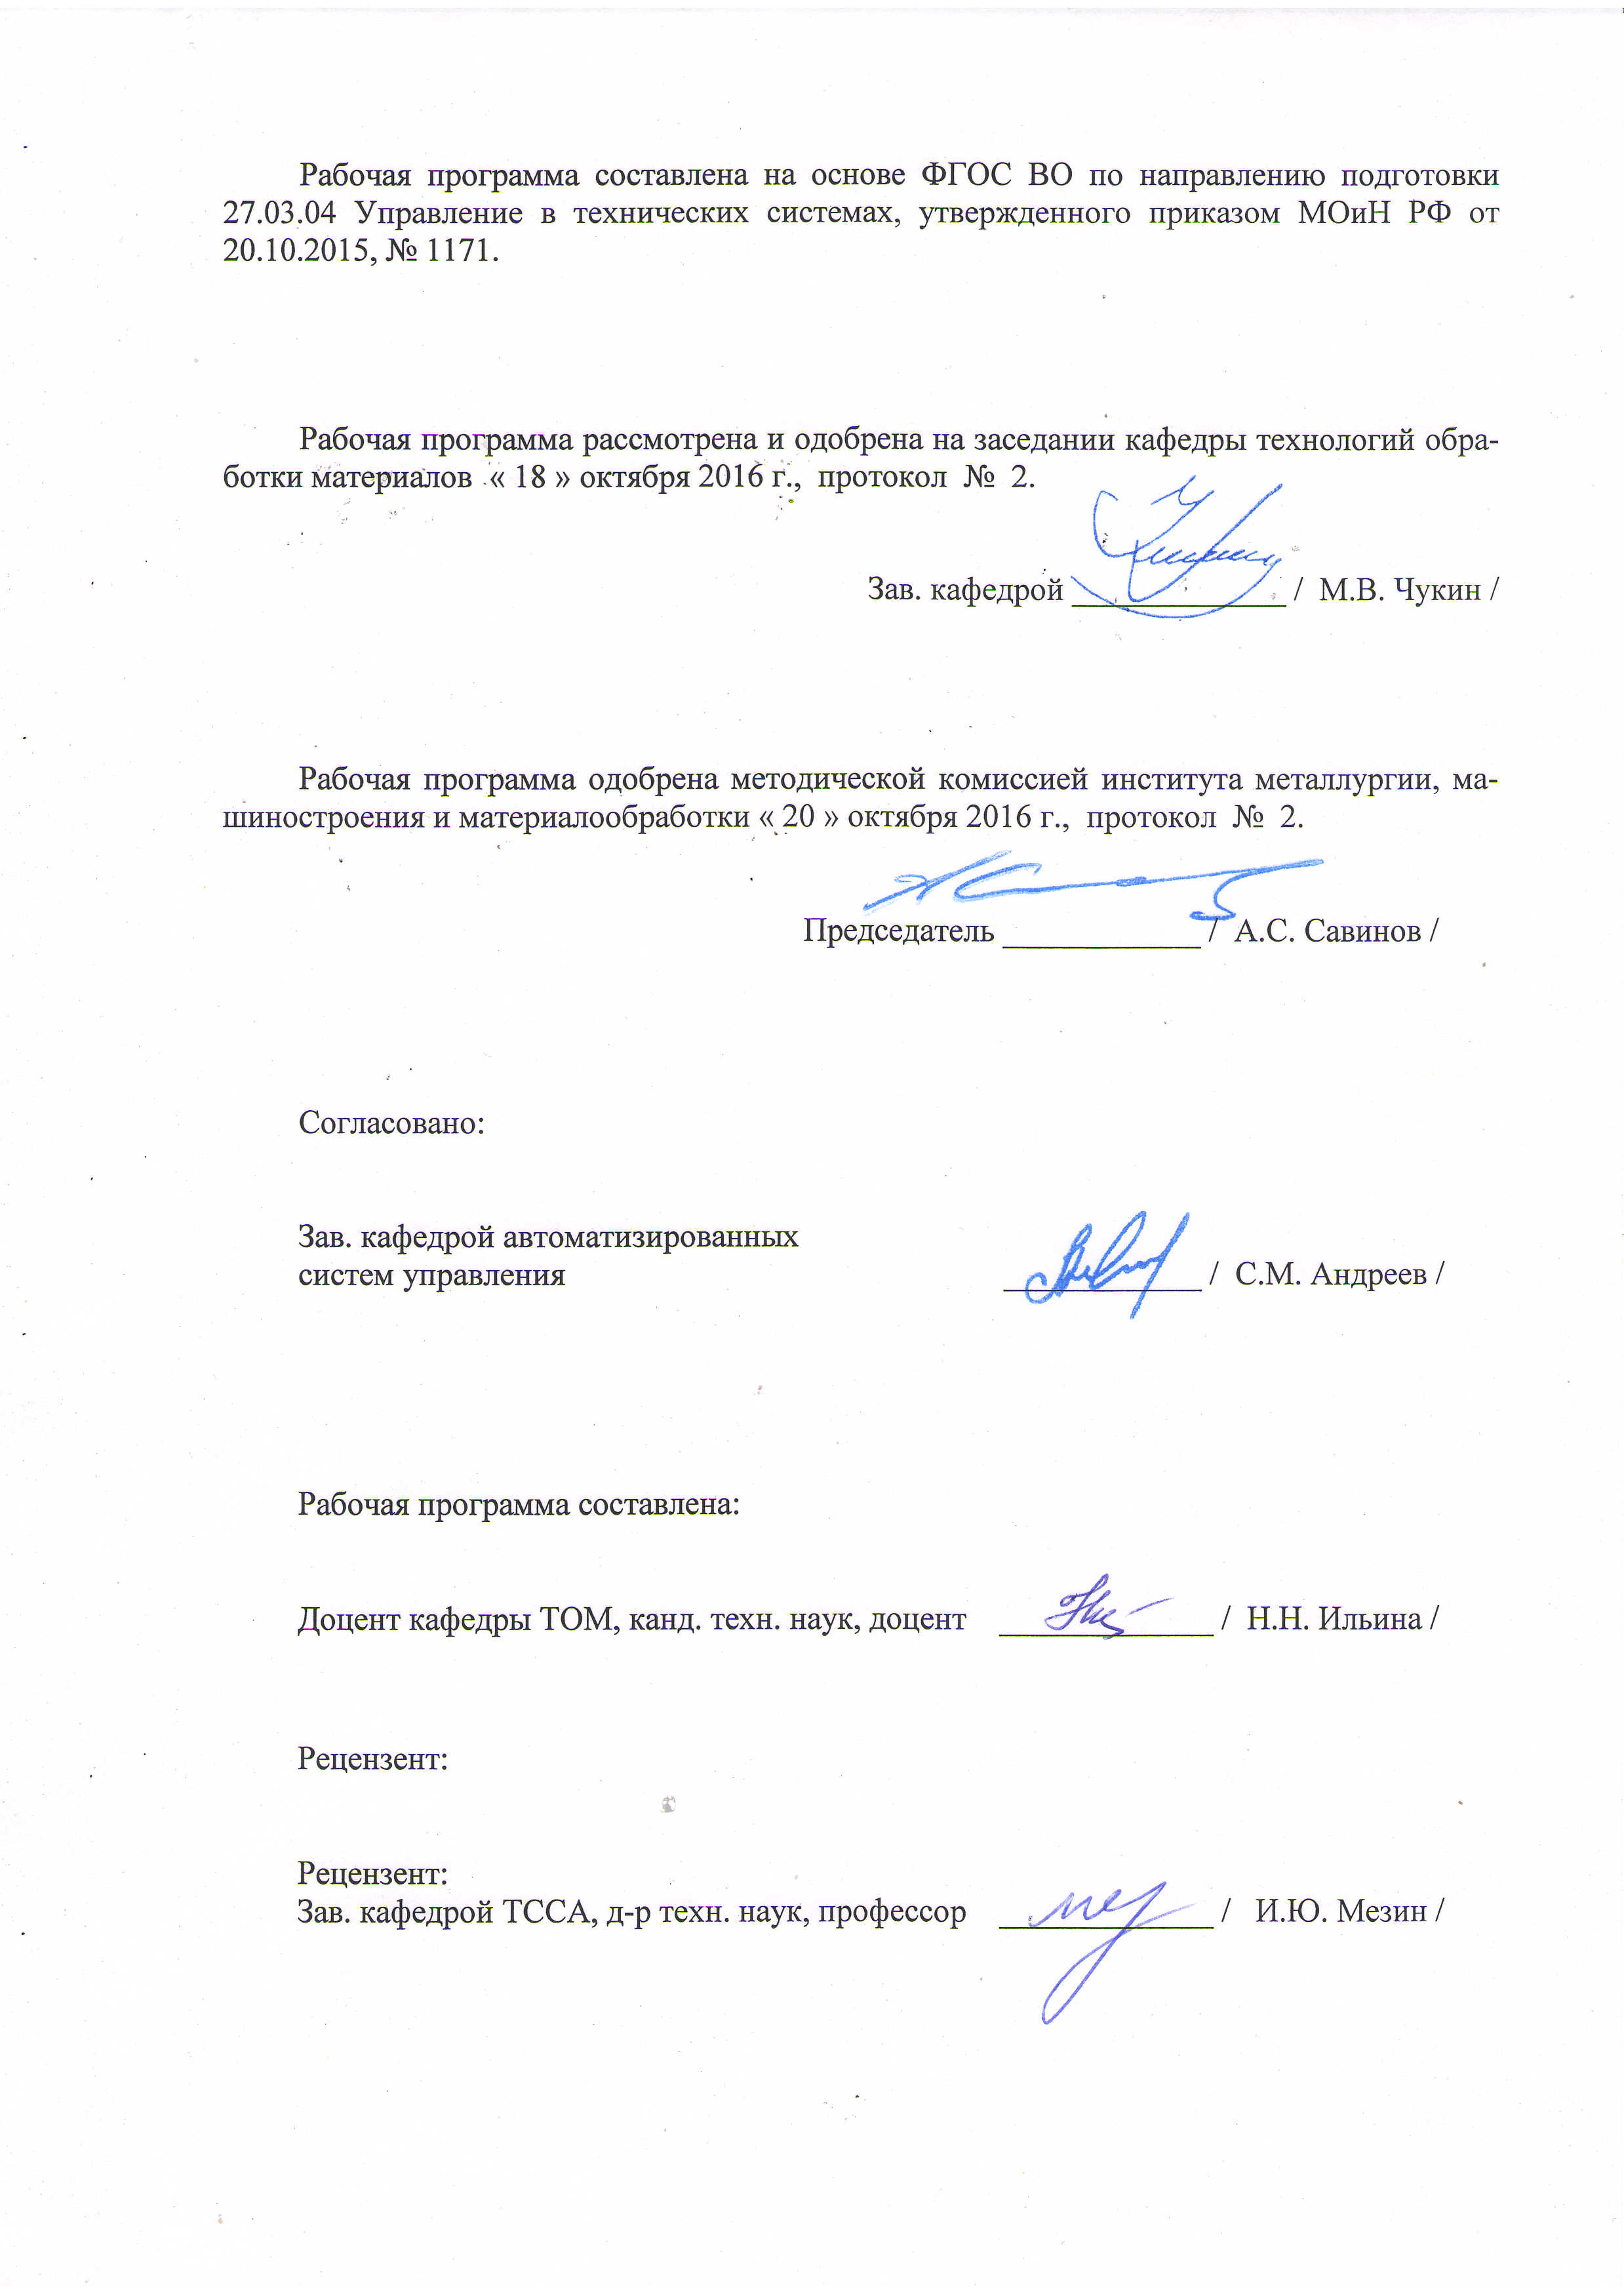 Рабочая программа составлена на основе ФГОС ВО по направлению подготовки
27.03.04 Управление в технических системах, утвержденного приказом МОиН РФ от
20.10.2015, № 1171.
Рабочая программа рассмотрена и одобрена на заседании кафедры технологий обра-
ботки материалов « 18 » октября 2016 г., протокол № 2.
Зав. кафедрой _____________ / М.В. Чукин /
Рабочая программа одобрена методической комиссией института металлургии, ма-
шиностроения и материалообработки « 20 » октября 2016 г., протокол № 2.
Председатель ____________ / А.С. Савинов /
Согласовано:
Зав. кафедрой автоматизированных
систем управления ____________ / С.М. Андреев /
Рабочая программа составлена:
Доцент кафедры ТОМ, канд. техн. наук, доцент _____________ / Н.Н. Ильина /
Рецензент:
Рецензент:
Зав. кафедрой ТССА, д-р техн. наук, профессор _____________ / И.Ю. Мезин /